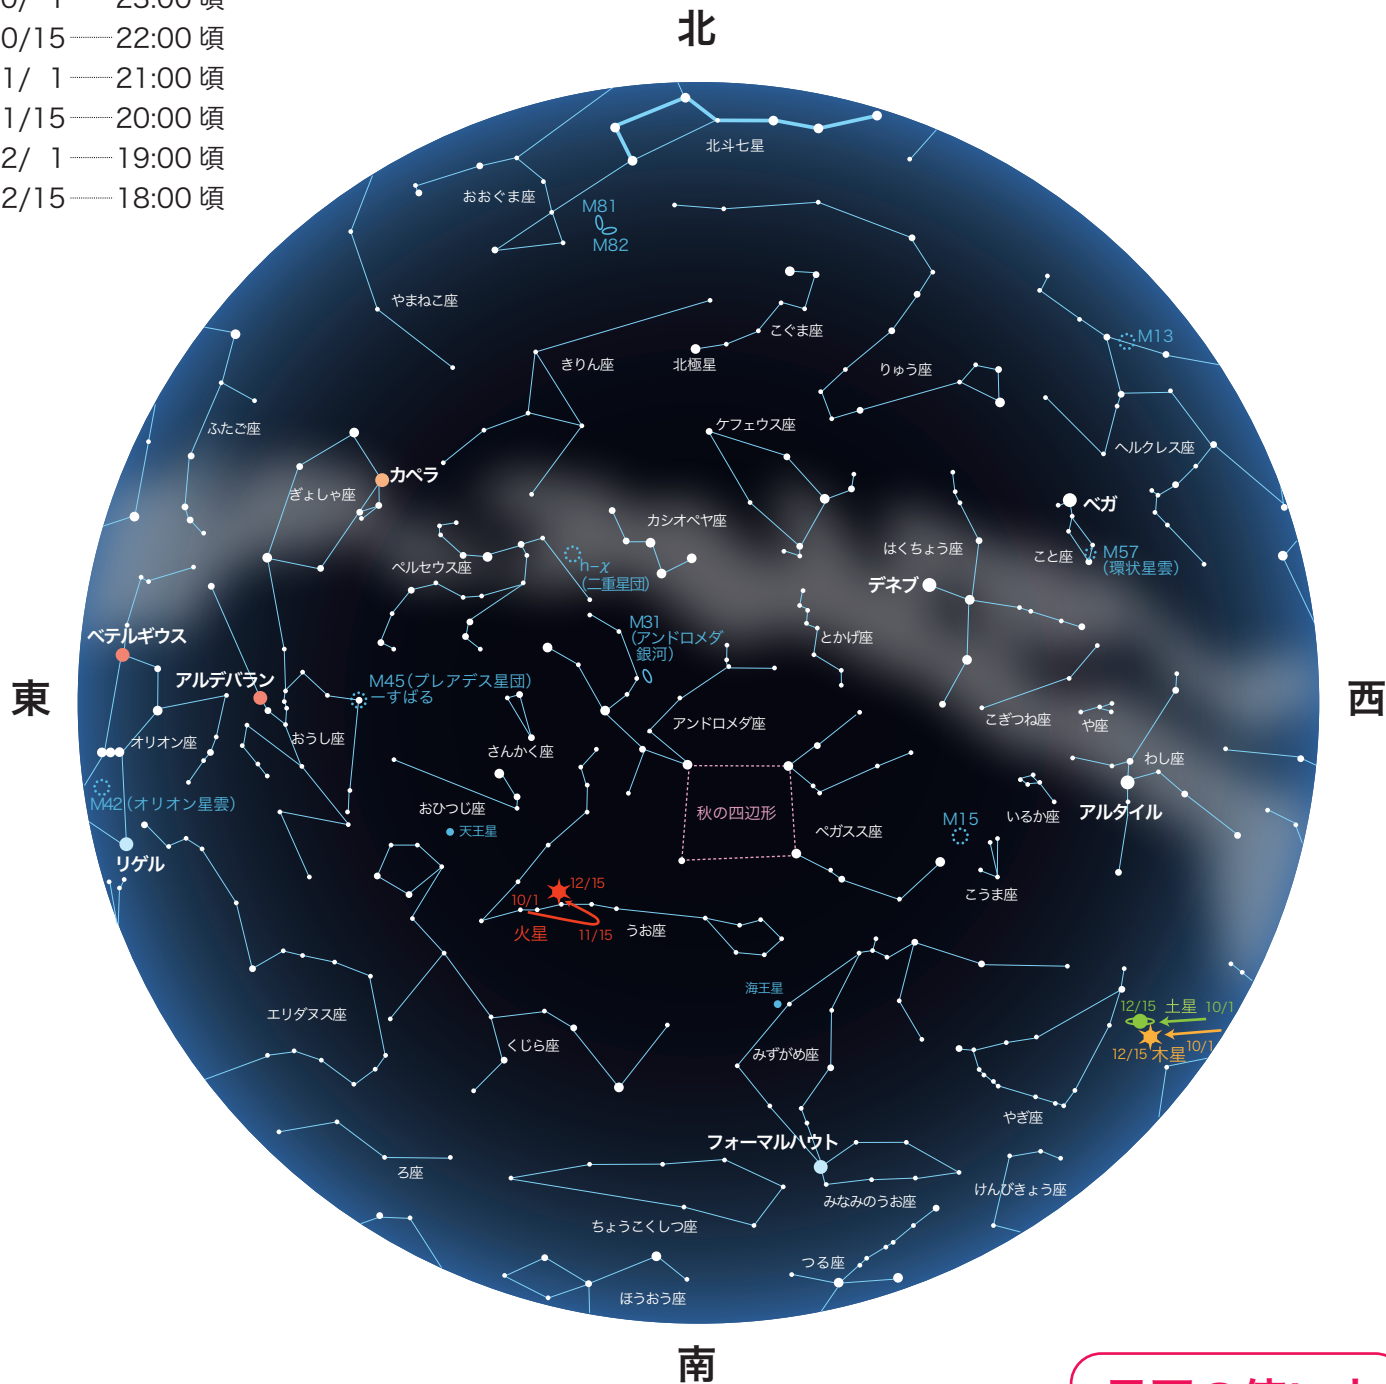 23:00 頃
0/15 22:00 頃
1/ 1 21:00 頃
1/15 20:00 頃
2/ 1 19:00 頃
2/15 18:00 頃
北
北斗七星
おおぐま座
M81
M82
やまねこ座
こぐま座
北極星
きりん座
りゅう座
M13
ふたご座
ケフェウス座
ヘルクレス座
カペラ
ぎょしゃ座
カシオペヤ座
ベガ
はくちょう座
こと座
M57
(環状星雲)
ペルセウス座
h-χ
(二重星団)
デネブ
M31
(アンドロメダ
銀河)
とかげ座
ベテルギウス
アルデバラン
M45(プレアデス星団)
ーすばる
東
西
オリオン座
おうし座
さんかく座
アンドロメダ座
こぎつね座
や座
わし座
M42(オリオン星雲)
おひつじ座
天王星
秋の四辺形
ペガスス座
M15
いるか座
アルタイル
リゲル
こうま座
12/15
10/1
火星
11/15
うお座
海王星
エリダヌス座
くじら座
みずがめ座
12/15 土星 10/1
12/15 木星 10/1
やぎ座
フォーマルハウト
ろ座
みなみのうお座
けんびきょう座
ちょうこくしつ座
つる座
ほうおう座
南